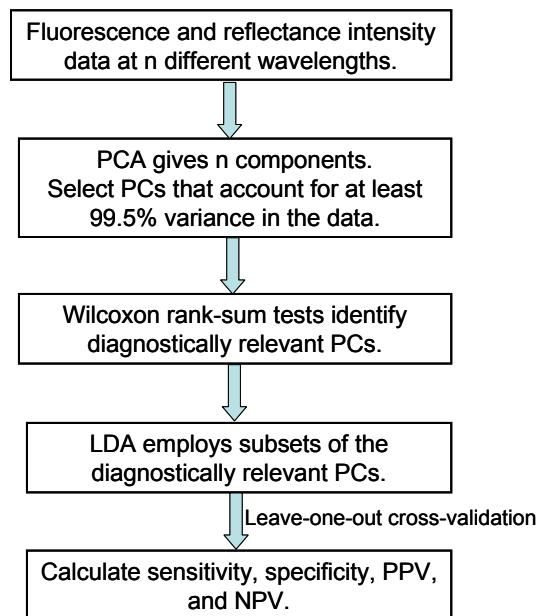 Fluorescence and reflectance intensity
data at n different wavelengths.
PCA gives n components.
Select PCs that account for at least
99.5% variance in the data.
Wilcoxon rank-sum tests identify
diagnostically relevant PCs.
LDA employs subsets of the
diagnostically relevant PCs.
Leave-one-out cross-validation
Calculate sensitivity, specificity, PPV,
and NPV.